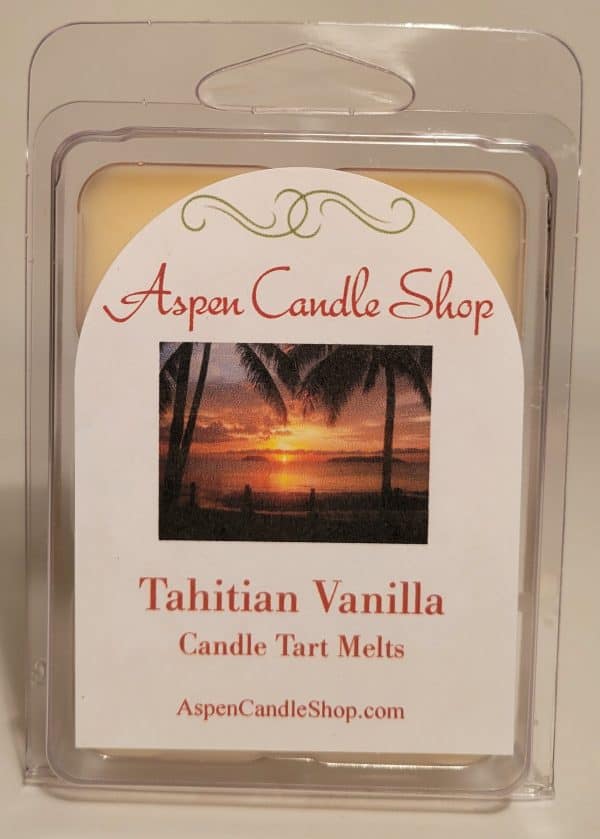 Aspen Candle Shop
Tahitian Vanilla
Candle Tart Melts
AspenCandleShop.com